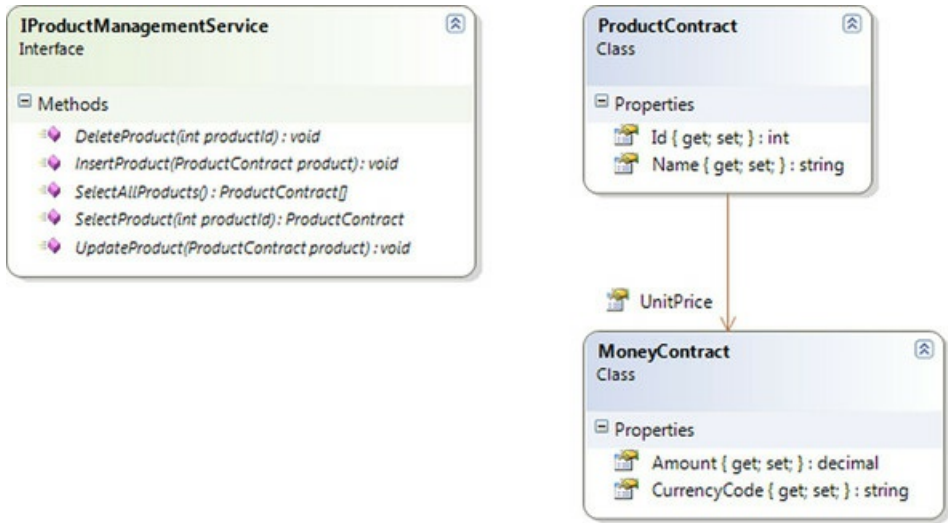 IProductManagementService
Interface
Methods
DeleteProduct(int productId) : void
InsertProduct(ProductContract product) : void
SelectAllProducts() : ProductContract[]
SelectProduct(int productId) : ProductContract
UpdateProduct(ProductContract product) : void
ProductContract
Class
Properties
Id { get; set; } : int
Name { get; set; } : string
UnitPrice
MoneyContract
Class
Properties
Amount { get; set; } : decimal
CurrencyCode { get; set; } : string